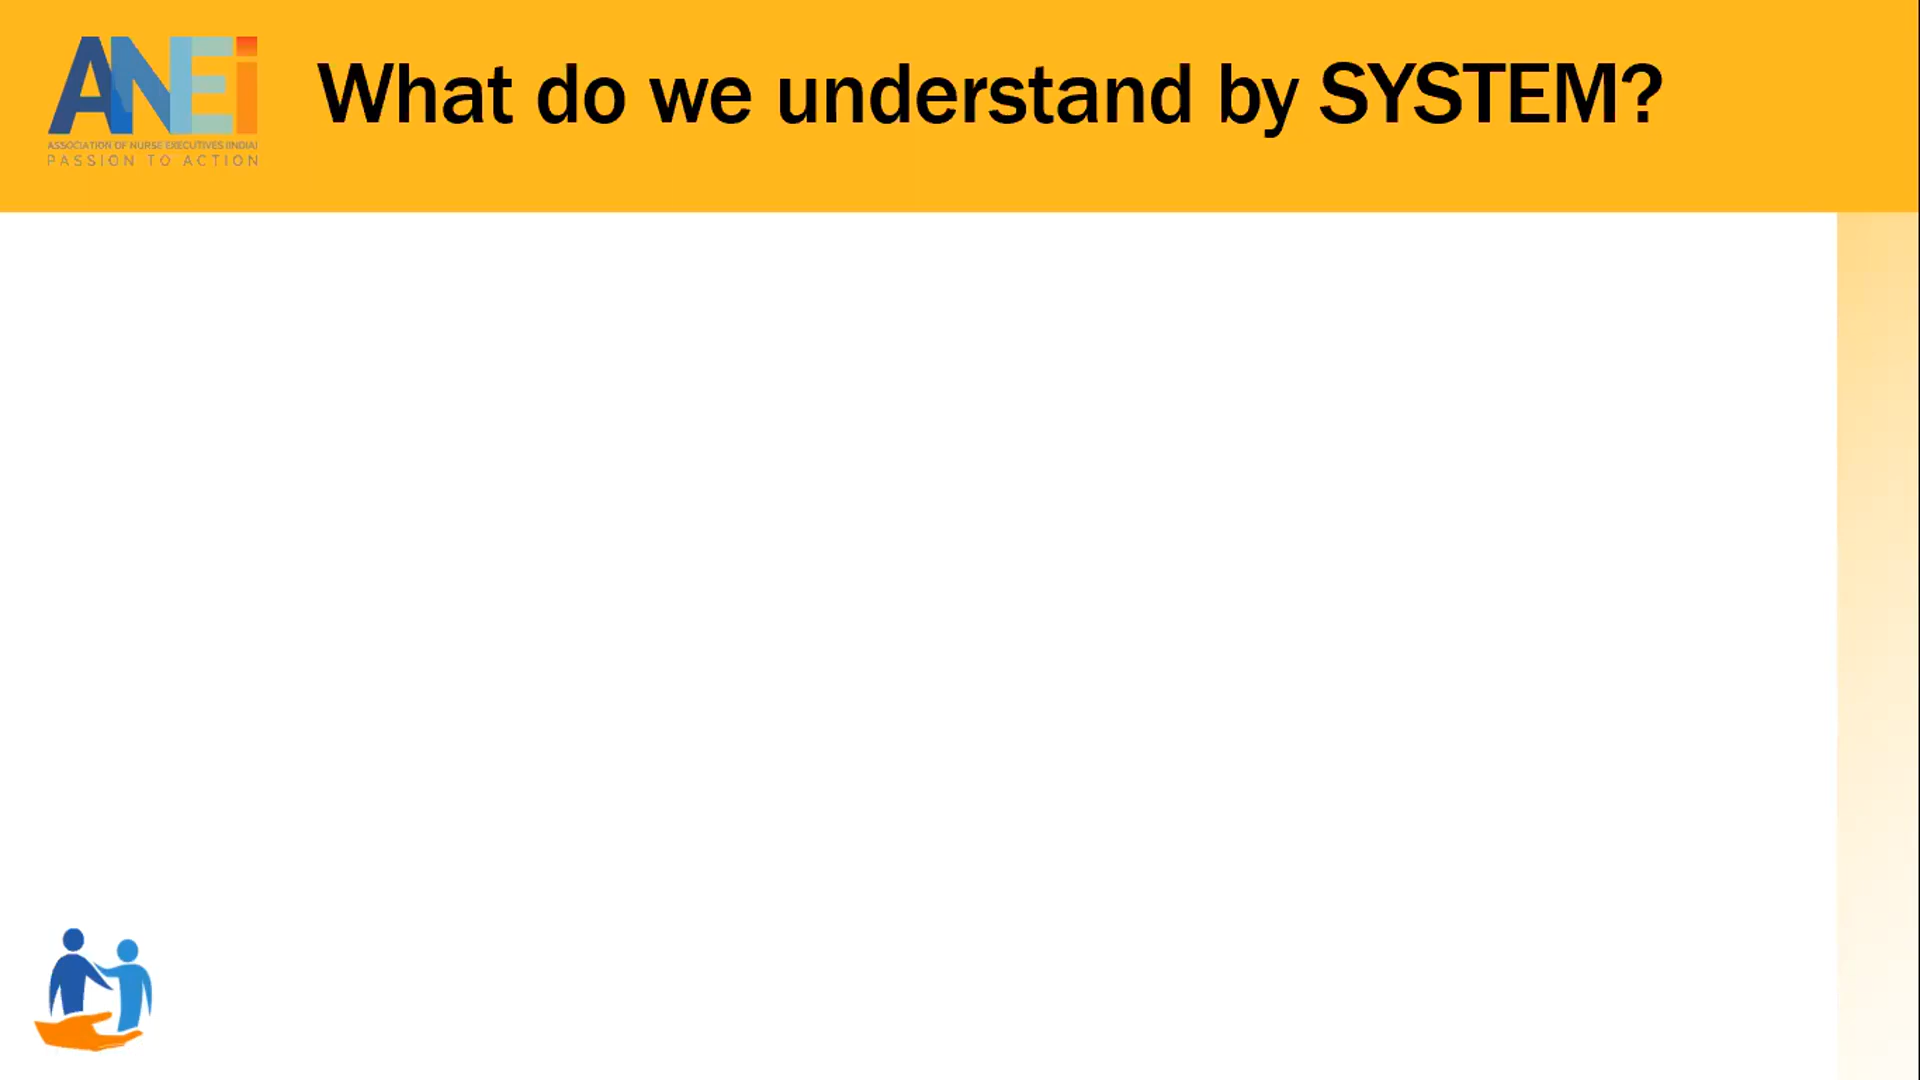 ANEi
What do we understand by SYSTEM?
ASSOCIATION OF NURSE EXECUTIVES (INDIA)
PASSION TO ACTION